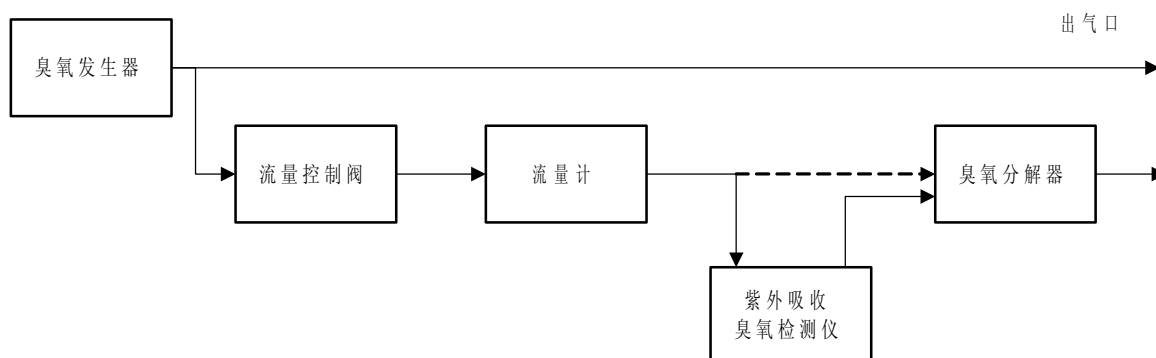 出气口
臭氧发生器
流量控制阀
流量计
臭氧分解器
紫外吸收
臭氧检测仪